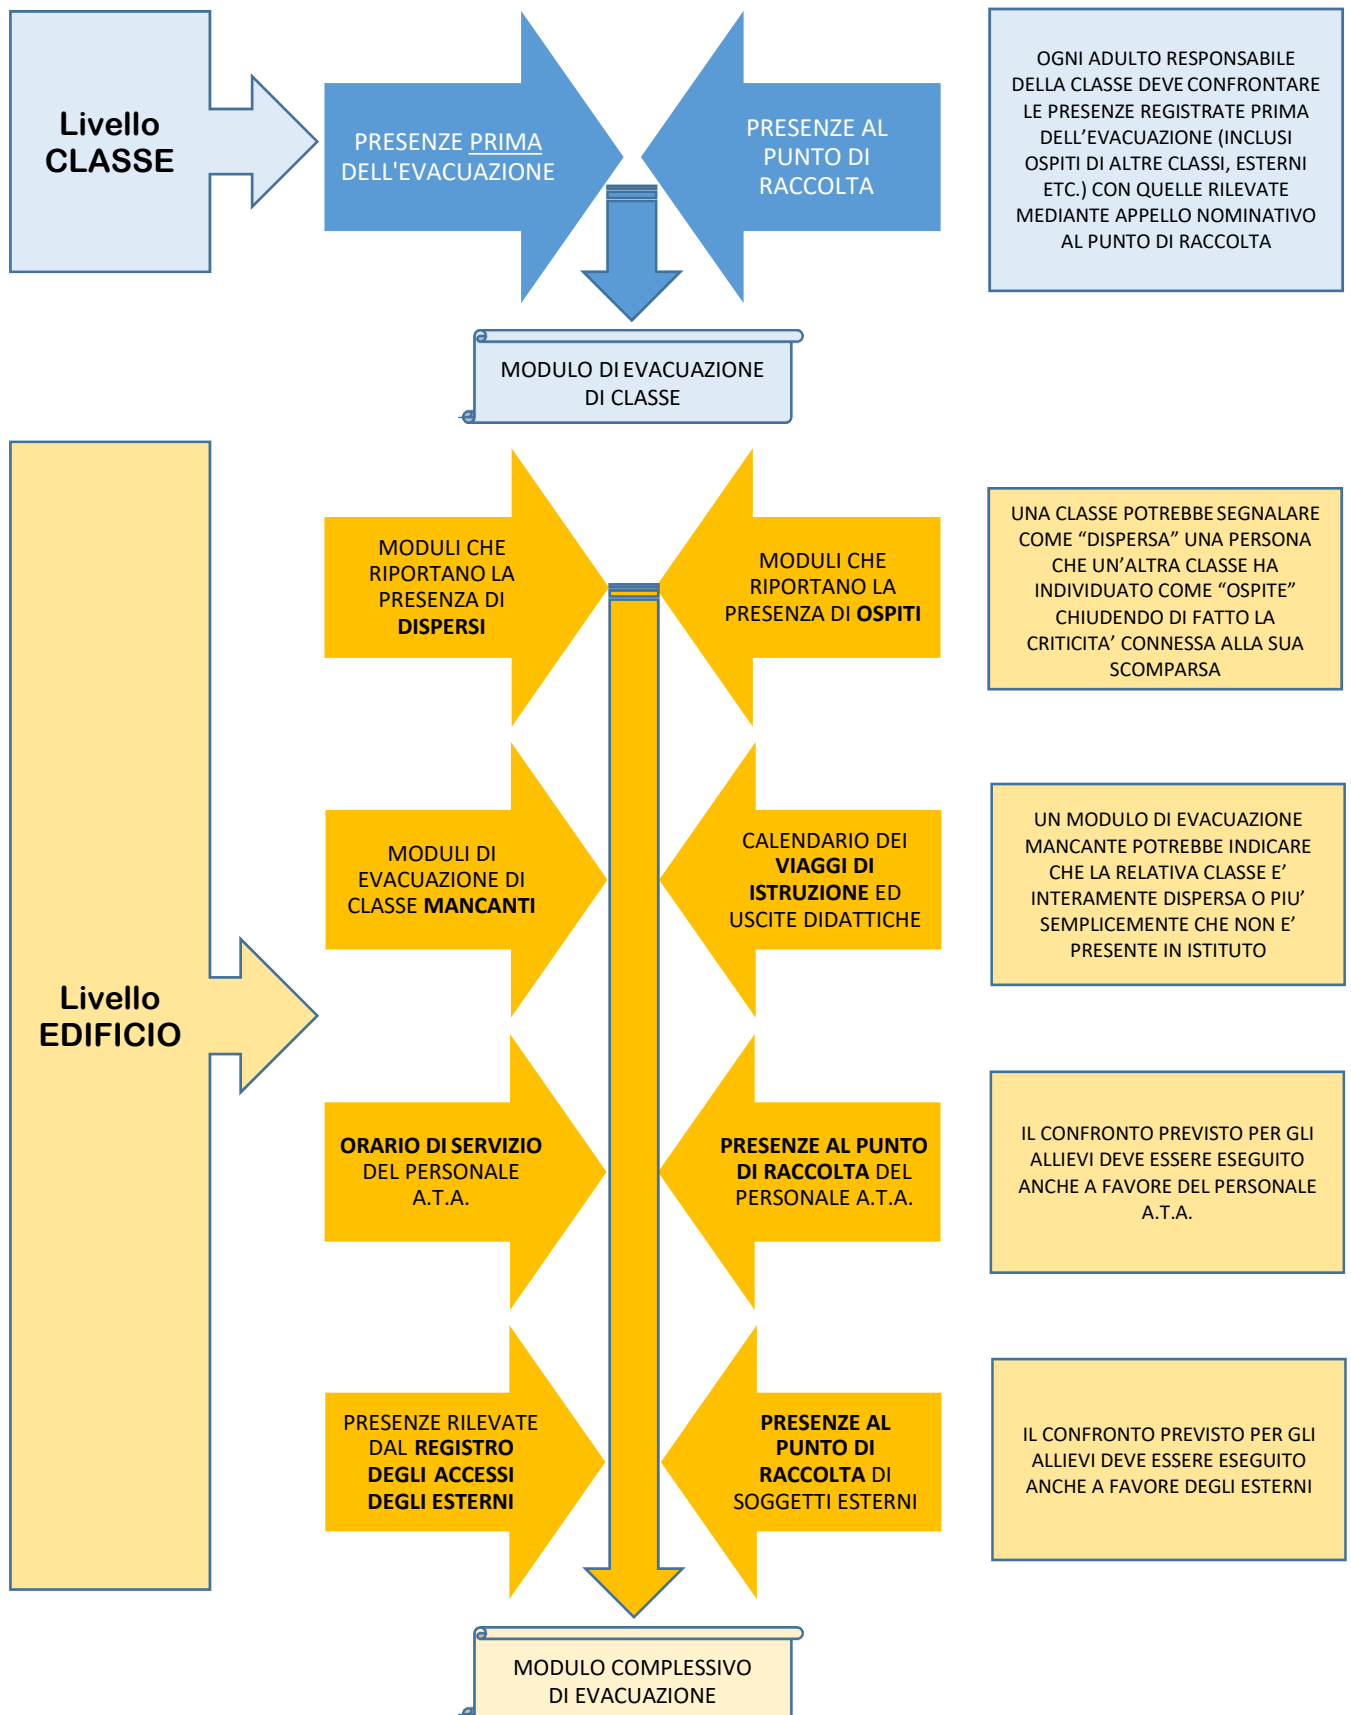 Livello
CLASSE
PRESENZE PRIMA
DELL'EVACUAZIONE
PRESENZE AL
PUNTO DI
RACCOLTA
OGNI ADULTO RESPONSABILE
DELLA CLASSE DEVE CONFRONTARE
LE PRESENZE REGISTRATE PRIMA
DELL’EVACUAZIONE (INCLUSI
OSPITI DI ALTRE CLASSI, ESTERNI
ETC.) CON QUELLE RILEVATE
MEDIANTE APPELLO NOMINATIVO
AL PUNTO DI RACCOLTA
MODULO DI EVACUAZIONE
DI CLASSE
Livello
EDIFICIO
MODULI CHE
RIPORTANO LA
PRESENZA DI
DISPERSI
MODULI CHE
RIPORTANO LA
PRESENZA DI OSPITI
UNA CLASSE POTREBBE SEGNALARE
COME “DISPERSA” UNA PERSONA
CHE UN’ALTRA CLASSE HA
INDIVIDUATO COME “OSPITE”
CHIUDENDO DI FATTO LA
CRITICITA’ CONNESSA ALLA SUA
SCOMPARSA
MODULI DI
EVACUAZIONE DI
CLASSE MANCANTI
CALENDARIO DEI
VIAGGI DI
ISTRUZIONE ED
USCITE DIDATTICHE
UN MODULO DI EVACUAZIONE
MANCANTE POTREBBE INDICARE
CHE LA RELATIVA CLASSE E’
INTERAMENTE DISPERSA O PIU’
SEMPLICEMENTE CHE NON E’
PRESENTE IN ISTITUTO
ORARIO DI SERVIZIO
DEL PERSONALE
A.T.A.
PRESENZE AL PUNTO
DI RACCOLTA DEL
PERSONALE A.T.A.
IL CONFRONTO PREVISTO PER GLI
ALLIEVI DEVE ESSERE ESEGUITO
ANCHE A FAVORE DEL PERSONALE
A.T.A.
PRESENZE RILEVATE
DAL REGISTRO
DEGLI ACCESSI
DEGLI ESTERNI
PRESENZE AL
PUNTO DI
RACCOLTA DI
SOGGETTI ESTERNI
IL CONFRONTO PREVISTO PER GLI
ALLIEVI DEVE ESSERE ESEGUITO
ANCHE A FAVORE DEGLI ESTERNI
MODULO COMPLESSIVO
DI EVACUAZIONE